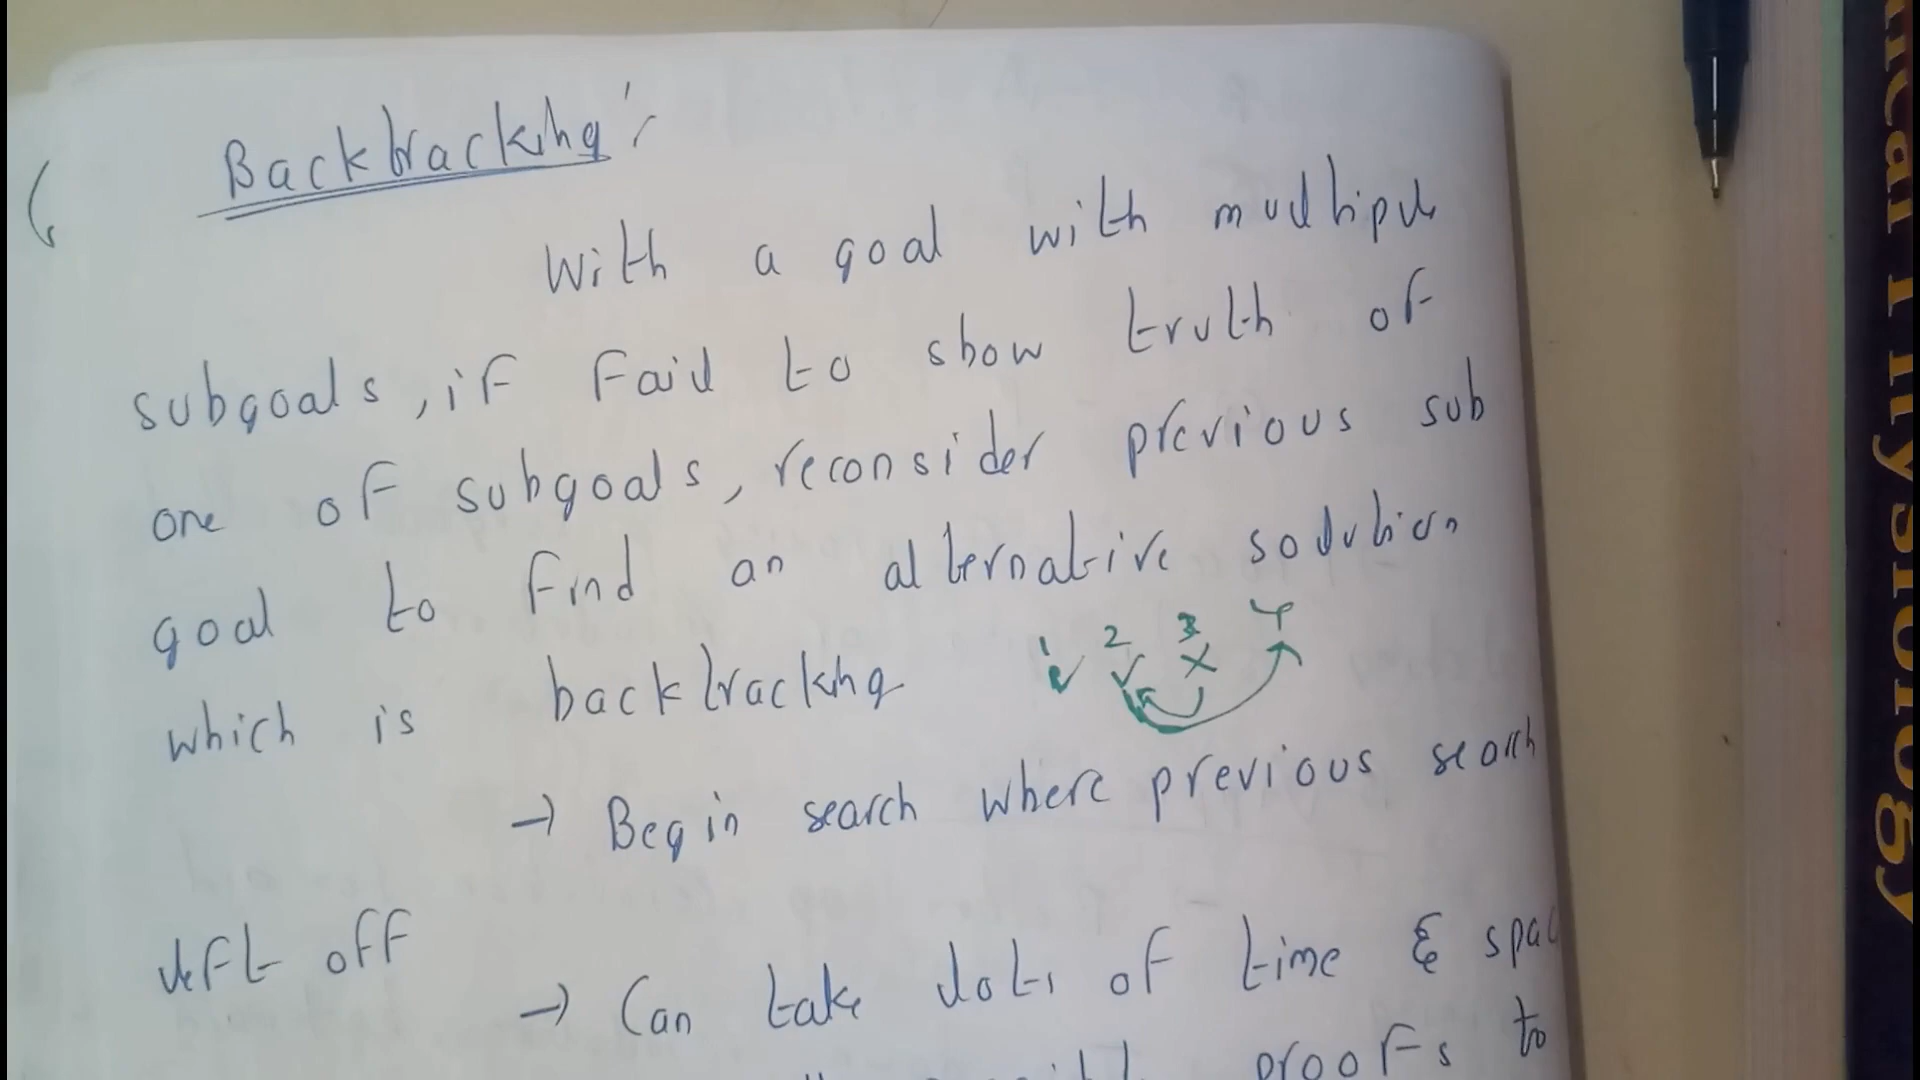 Backtracking :-
With a goal with multiple
subgoals, if fail to show truth of
one of subgoals, reconsider previous sub
goal to find an alternative solution
1 2 3 4
which is backtracking
→ Begin search where previous search
left off
→ Can take lots of time & spac
proofs to
ical Physiology